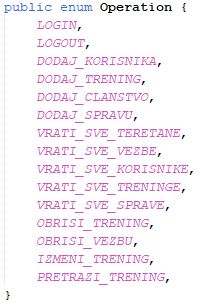 public enum Operation {
LOGIN,
LOGOUT,
DODAJ_KORISNIKA,
DODAJ_TRENING,
DODAJ_CLANSTVO,
DODAJ_SPRAVU,
VRATI_SVE_TERETANE,
VRATI_SVE_VEZBE,
VRATI_SVE_KORISNIKE,
VRATI_SVE_TRENINGE,
VRATI_SVE_SPRAVE,
OBRISI_TRENING,
OBRISI_VEZBU,
IZMENI_TRENING,
PRETRAZI_TRENING,
}